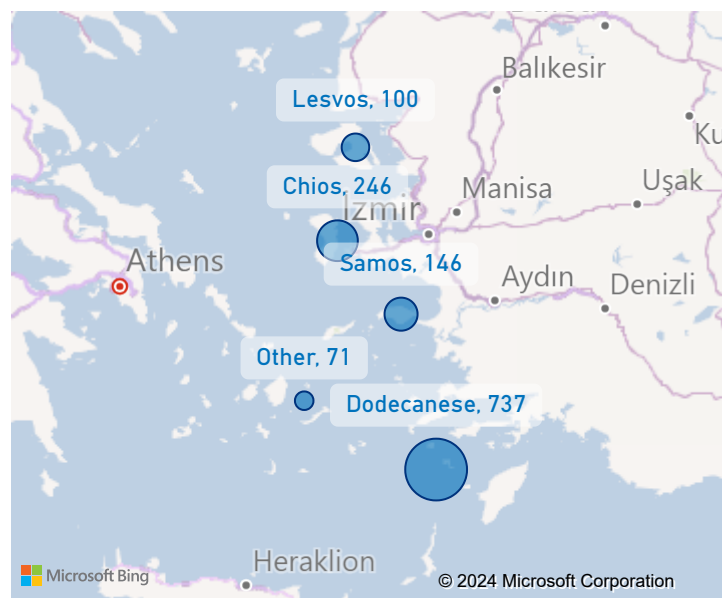 Balıkesir
Lesvos, 100
Ku
Chios, 246
Uşak
Manisa
İzmir
Athens
Samos, 146
Aydın
Denizli
Other, 71
Dodecanese, 737
Heraklion
Microsoft Bing
© 2024 Microsoft Corporation